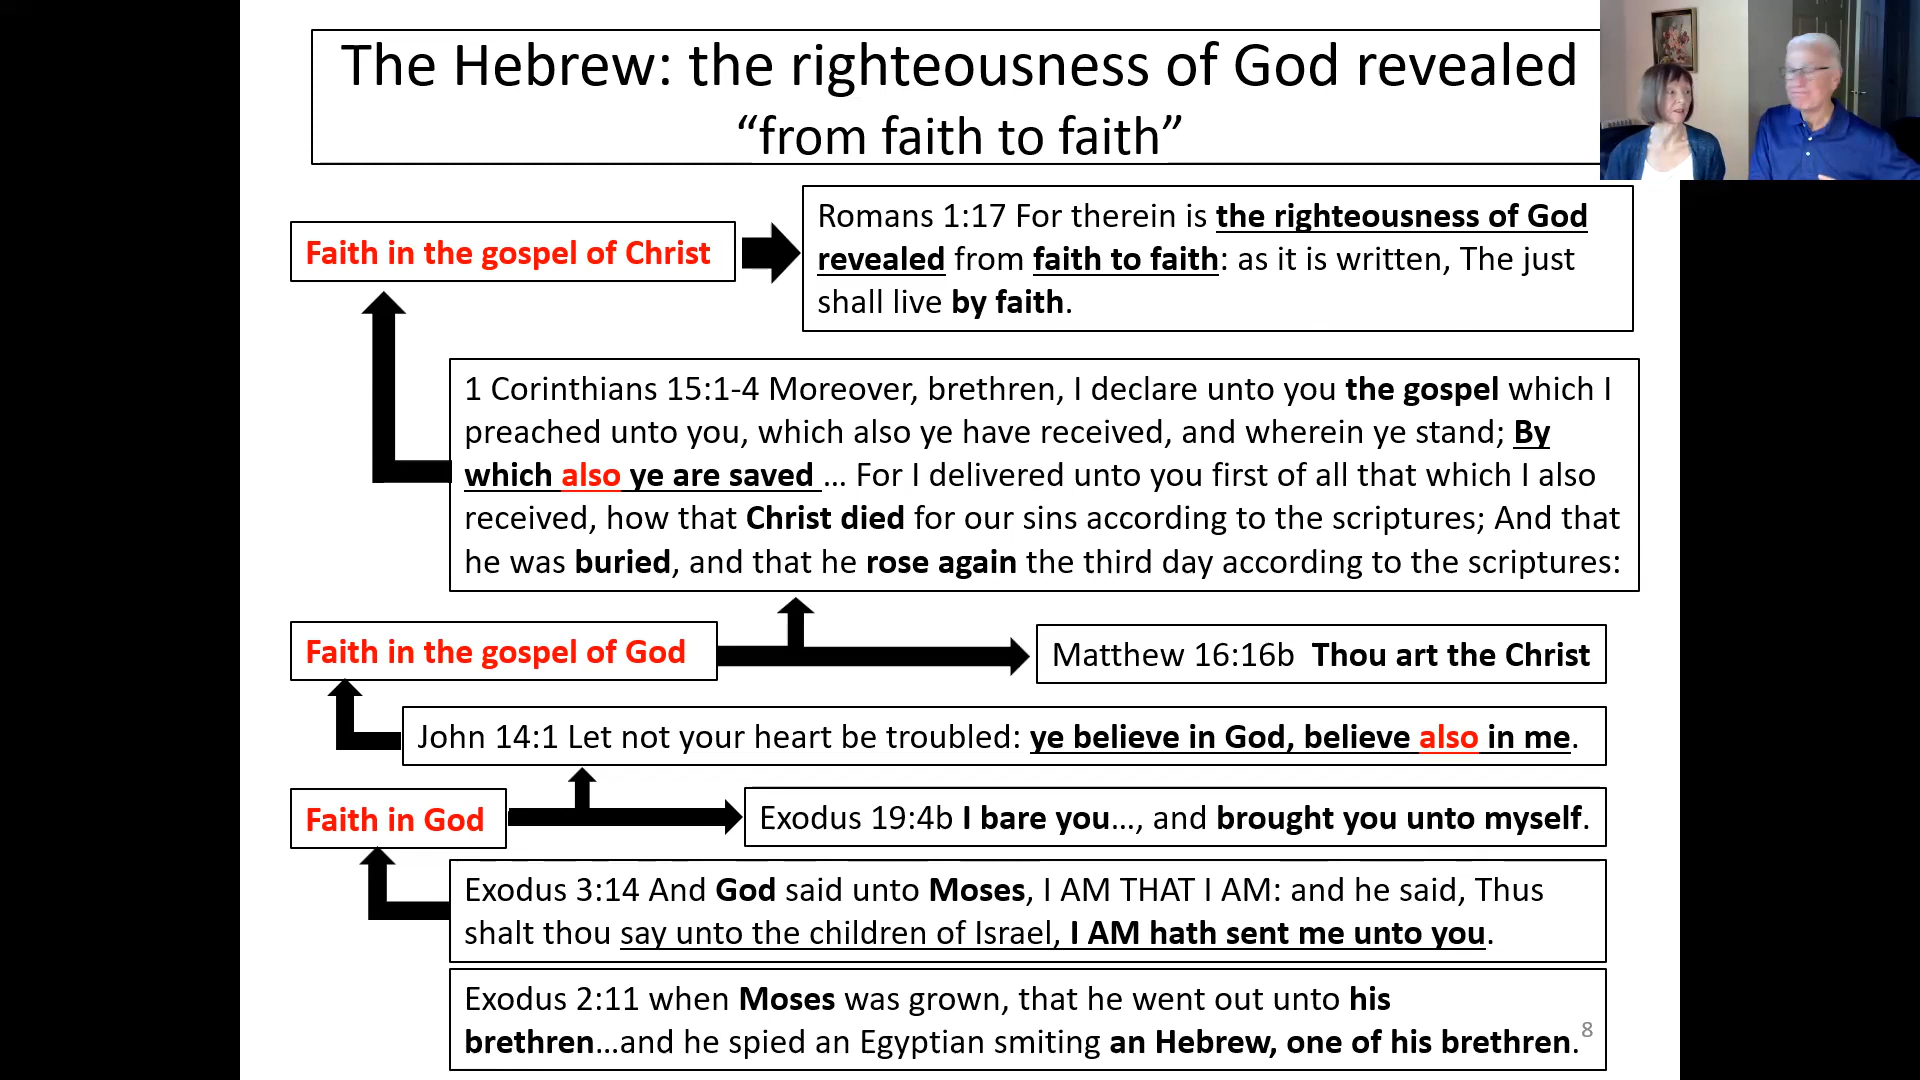 The Hebrew: the righteousness of God revealed
“from faith to faith”
Faith in the gospel of Christ
Romans 1:17 For therein is the righteousness of God
revealed from faith to faith: as it is written, The just
shall live by faith.
1 Corinthians 15:1-4 Moreover, brethren, I declare unto you the gospel which I
preached unto you, which also ye have received, and wherein ye stand; By
which also ye are saved ... For I delivered unto you first of all that which I also
received, how that Christ died for our sins according to the scriptures; And that
he was buried, and that he rose again the third day according to the scriptures:
Faith in the gospel of God
Matthew 16:16b Thou art the Christ
John 14:1 Let not your heart be troubled: ye believe in God, believe also in me.
Faith in God
Exodus 19:4b I bare you…, and brought you unto myself.
Exodus 3:14 And God said unto Moses, I AM THAT I AM: and he said, Thus
shalt thou say unto the children of Israel, I AM hath sent me unto you.
Exodus 2:11 when Moses was grown, that he went out unto his
brethren…and he spied an Egyptian smiting an Hebrew, one of his brethren.
8